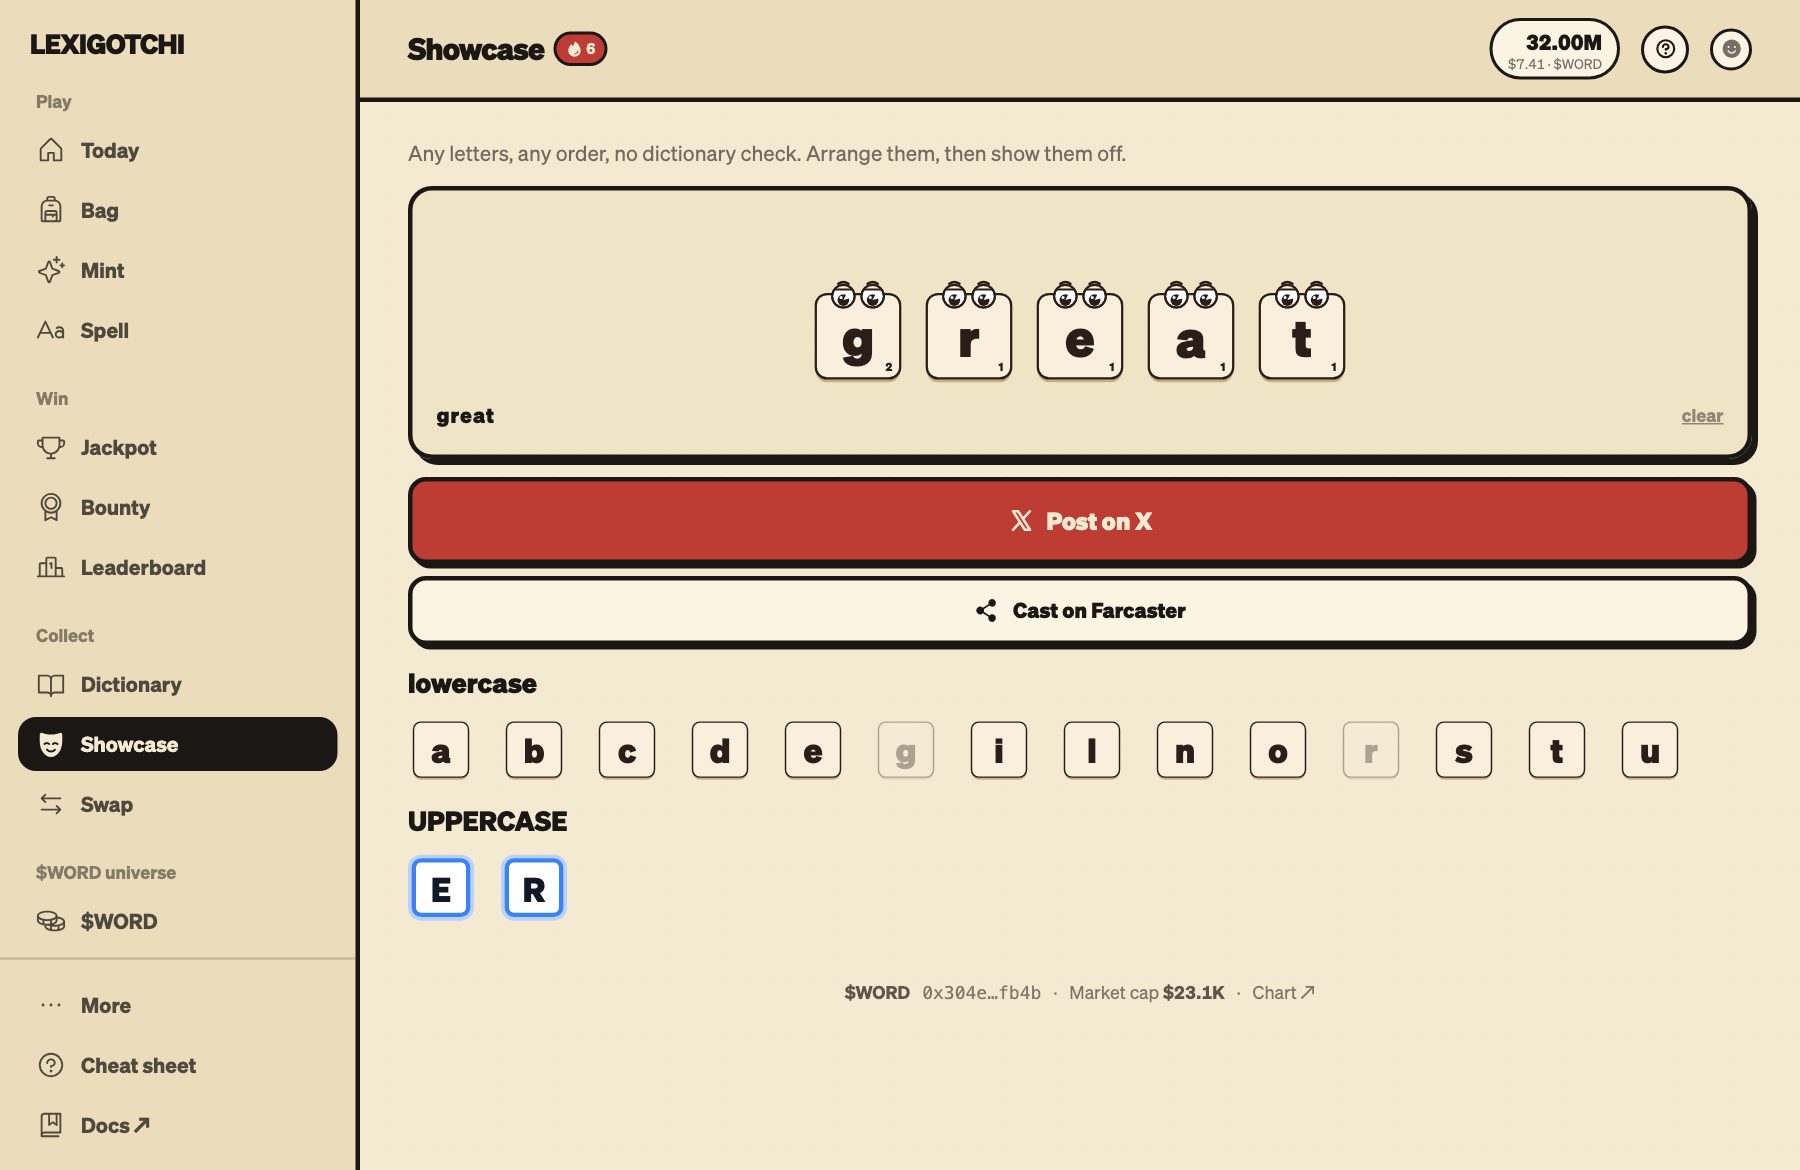 LEXIGOTCHI
Play
Today
Bag
Mint
Aa Spell
Win
Jackpot
Bounty
1 Leaderboard
Collect
Dictionary
Showcase
Swap
$WORD universe
$WORD
More
Cheat sheet
Docs
Showcase 6
32.00M
$7.41 · $WORD
Any letters, any order, no dictionary check. Arrange them, then show them off.
g 2 r 1 e 1 a 1 t 1
great clear
Post on X
Cast on Farcaster
lowercase
a b c d e g i l n o r s t u
UPPERCASE
E R
$WORD 0x304e…fb4b · Market cap $23.1K · Chart